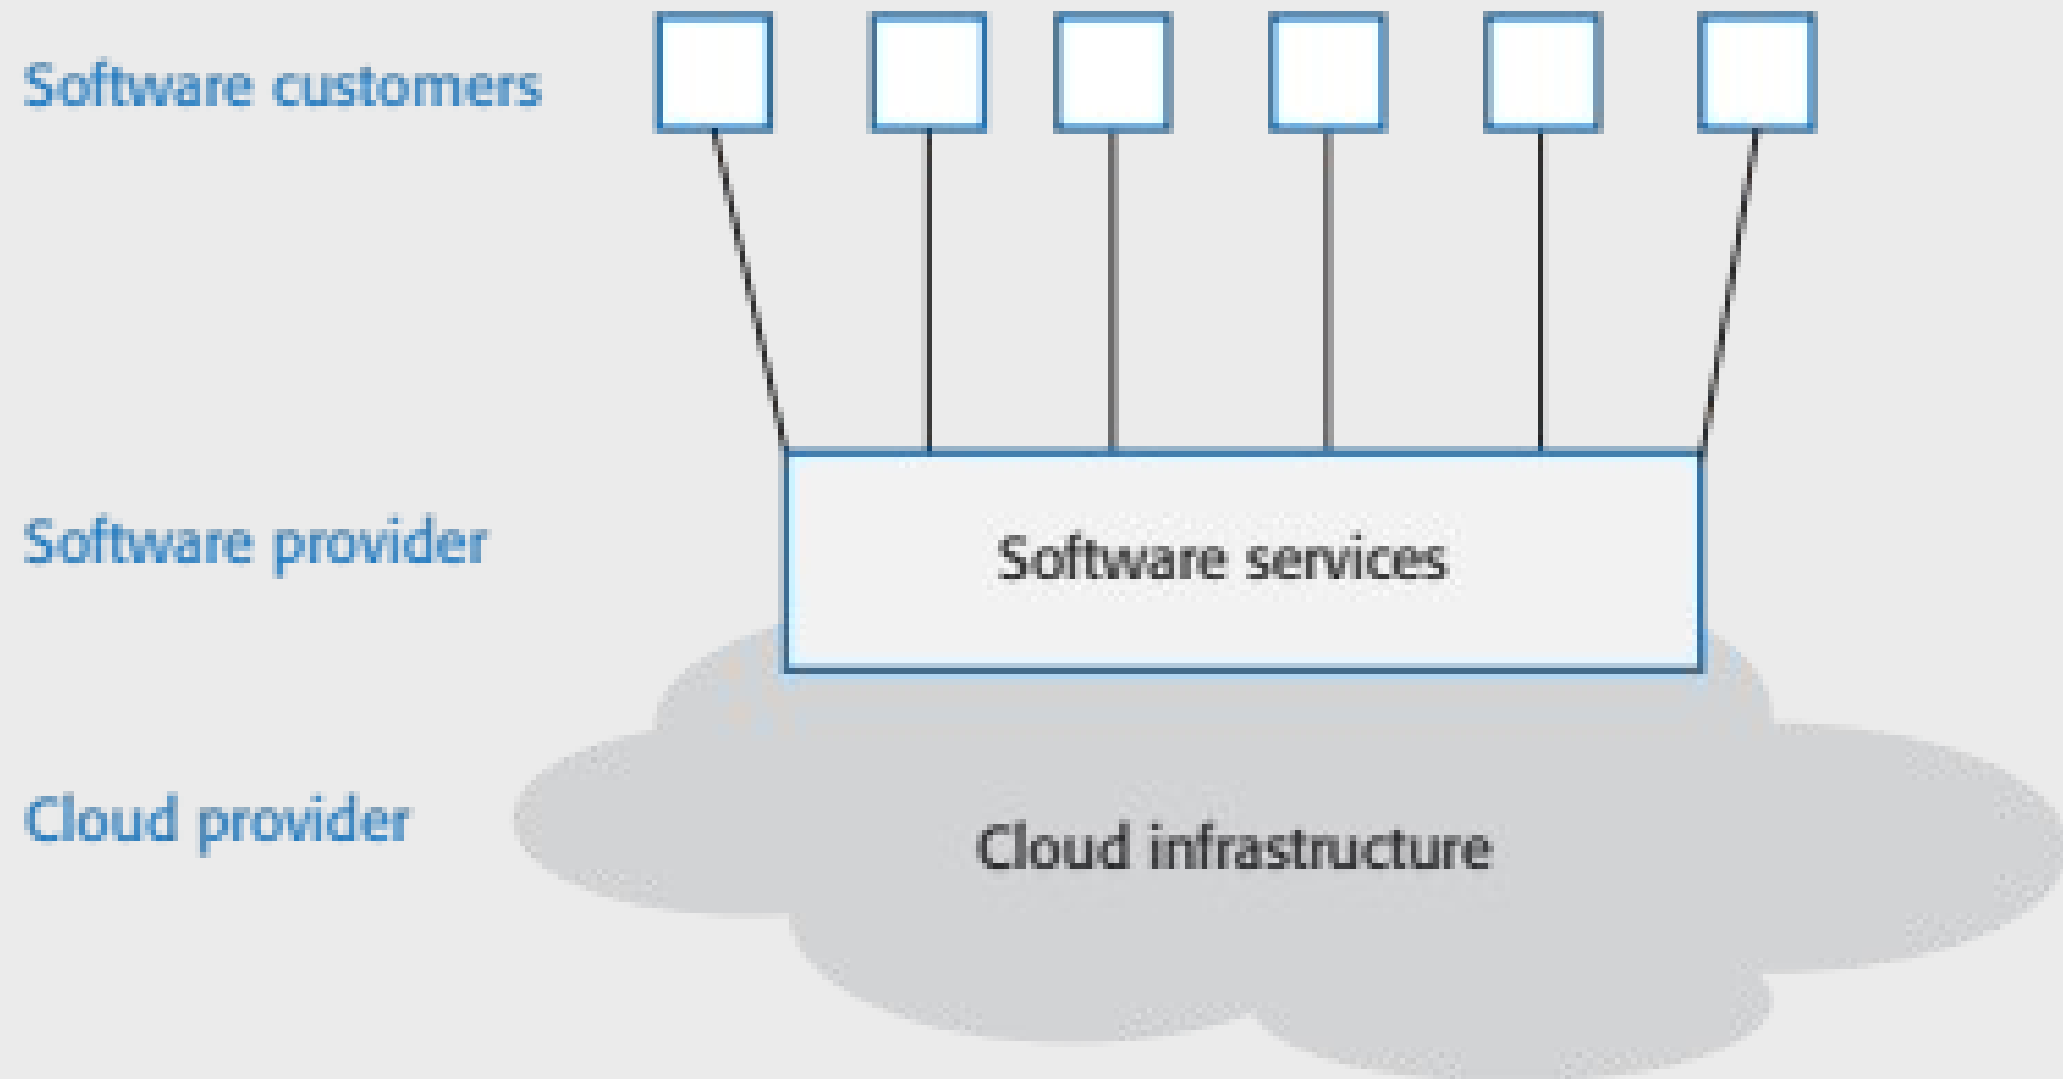 Software customers
Software provider
Software services
Cloud provider
Cloud infrastructure